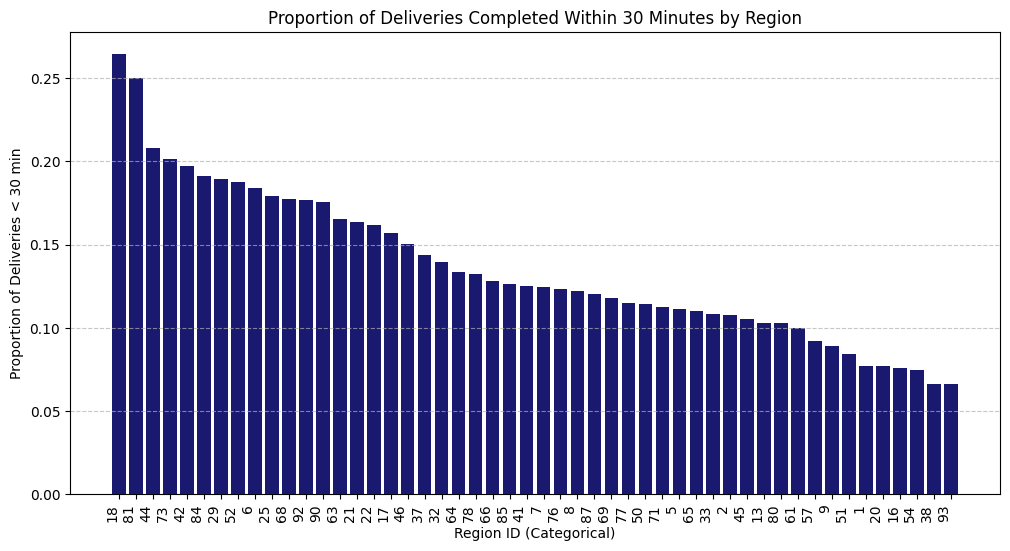 Proportion of Deliveries Completed Within 30 Minutes by Region
Proportion of Deliveries < 30 min
0.25
0.20
0.15
0.10
0.05
0.00
18 81 44 73 42 84 29 52 6 25 68 92 90 63 21 22 17 46 37 32 64 78 66 85 41 7 76 8 87 69 77 50 71 5 65 33 2 45 13 80 61 57 9 51 1 20 16 54 38 93
Region ID (Categorical)